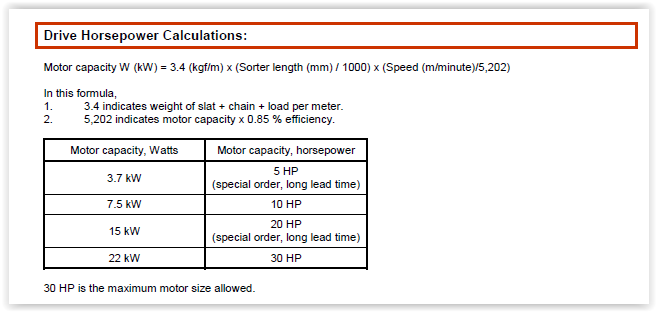 Drive Horsepower Calculations:
Motor capacity W (kW) = 3.4 (kgf/m) x (Sorter length (mm) / 1000) x (Speed (m/minute)/5,202)
In this formula,
1. 3.4 indicates weight of slat + chain + load per meter.
2. 5,202 indicates motor capacity x 0.85 % efficiency.
Motor capacity, Watts Motor capacity, horsepower
3.7 kW 5 HP
(special order, long lead time)
7.5 kW 10 HP
15 kW 20 HP
(special order, long lead time)
22 kW 30 HP
30 HP is the maximum motor size allowed.